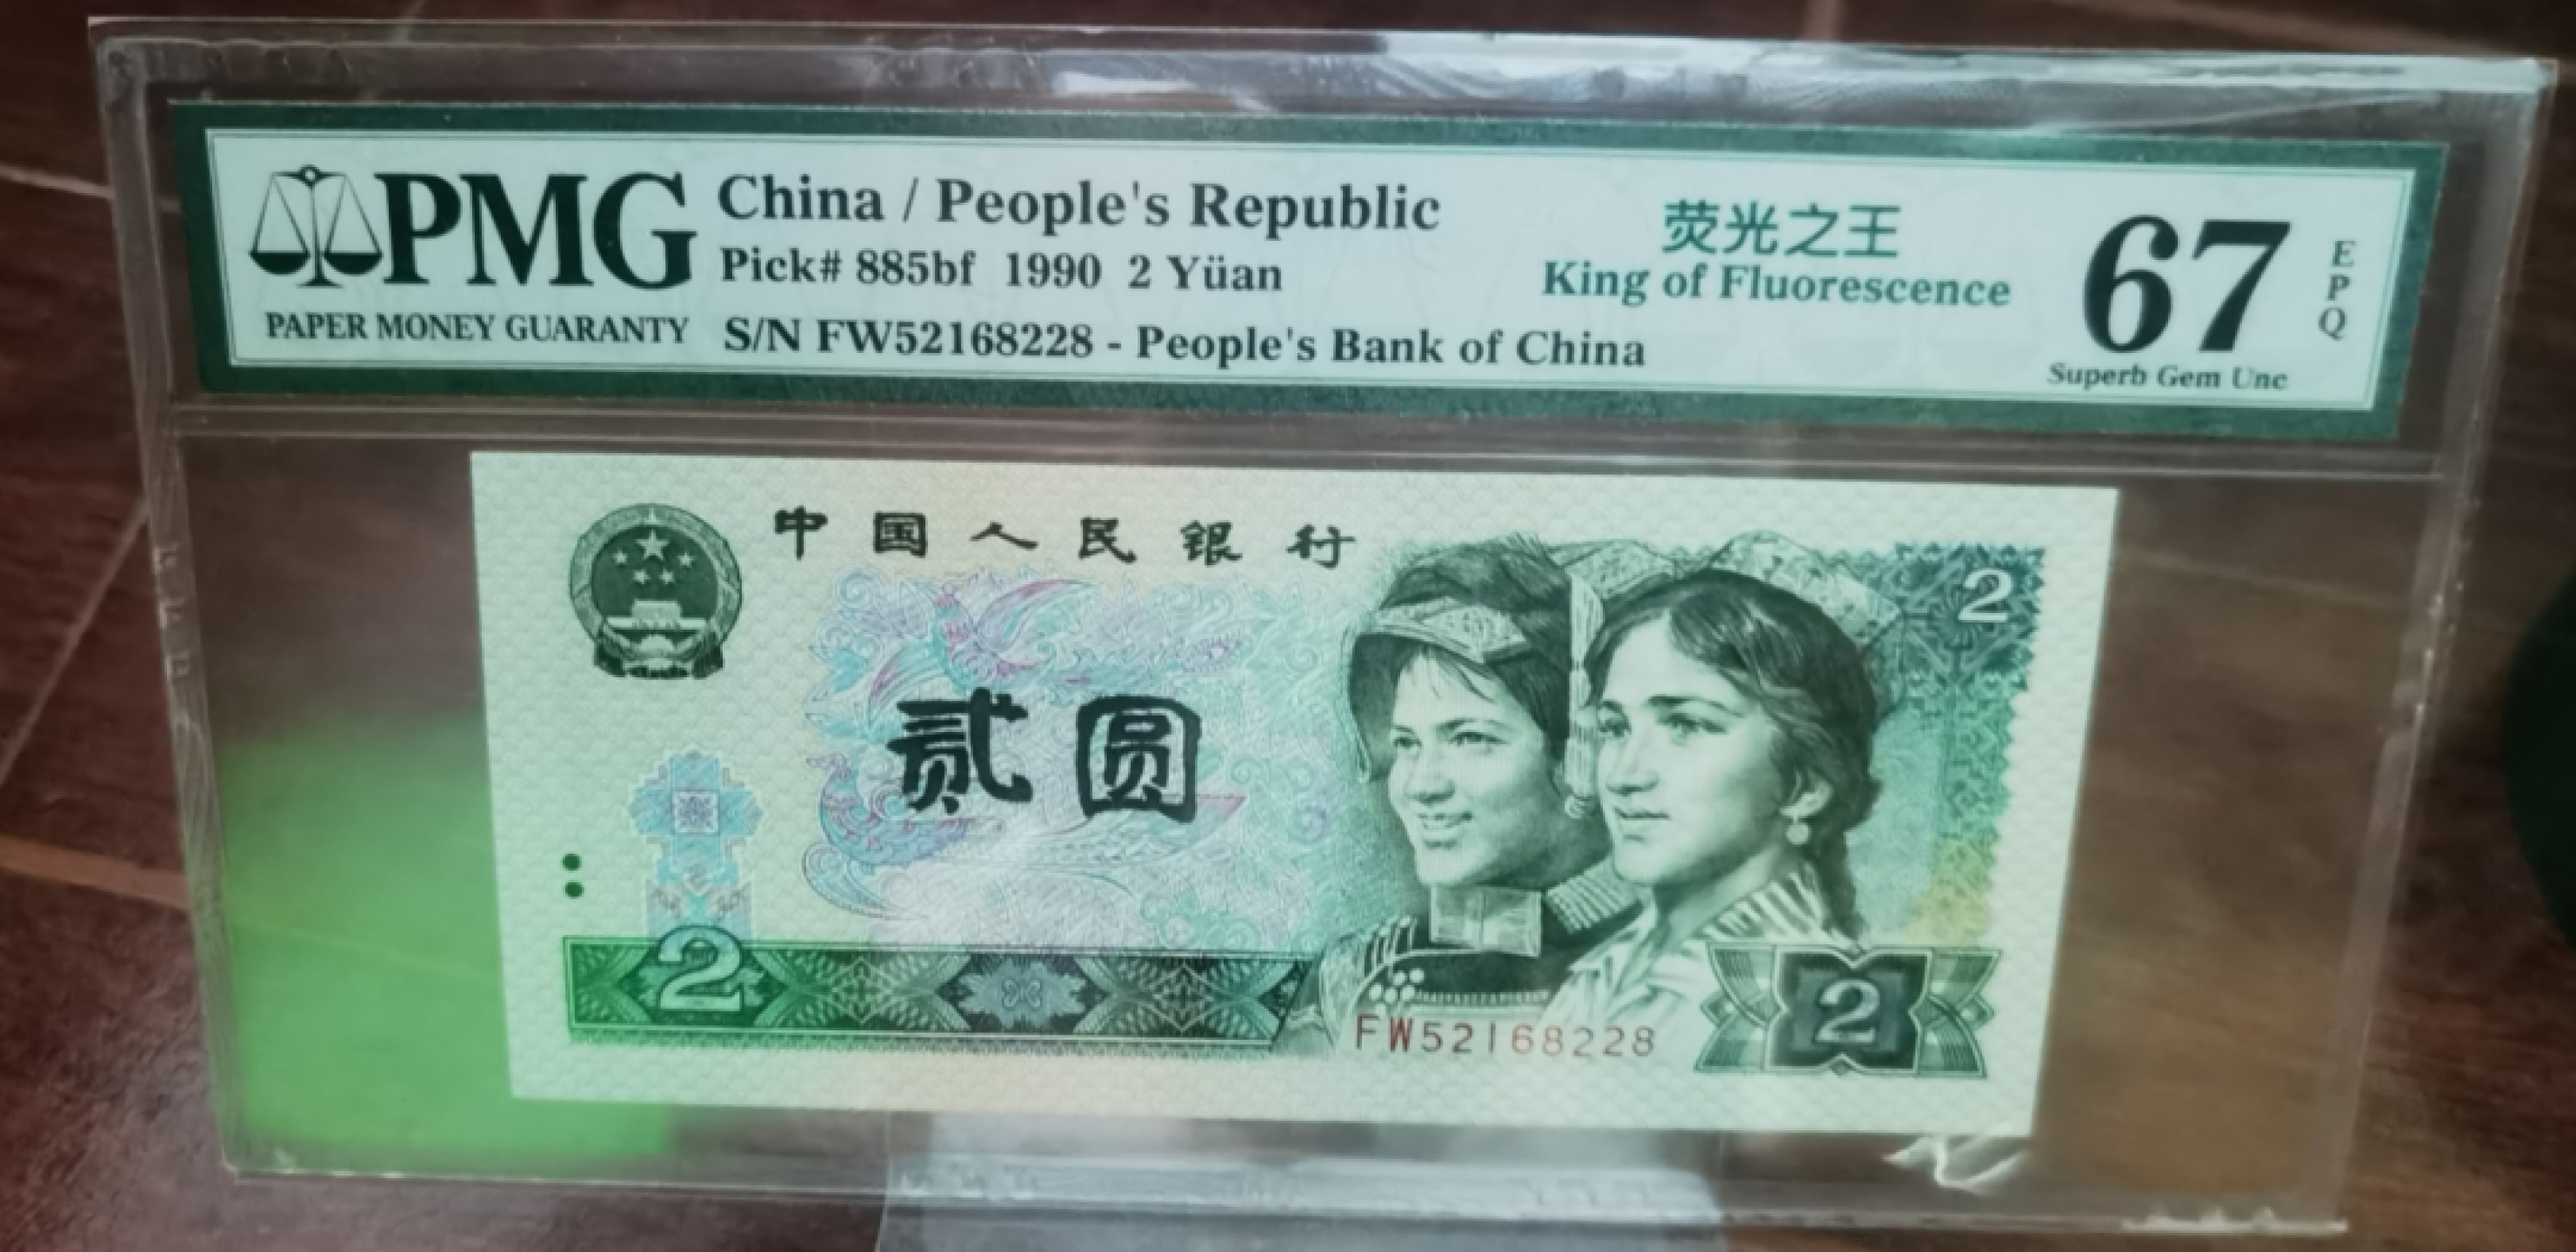 PMG
PAPER MONEY GUARANTY
China / People's Republic
Pick# 885bf 1990 2 Yüan
S/N FW52168228 - People's Bank of China
荧光之王
King of Fluorescence
67
EPQ
Superb Gem Unc
中国人民银行
2
贰圆
2
FW52168228
2